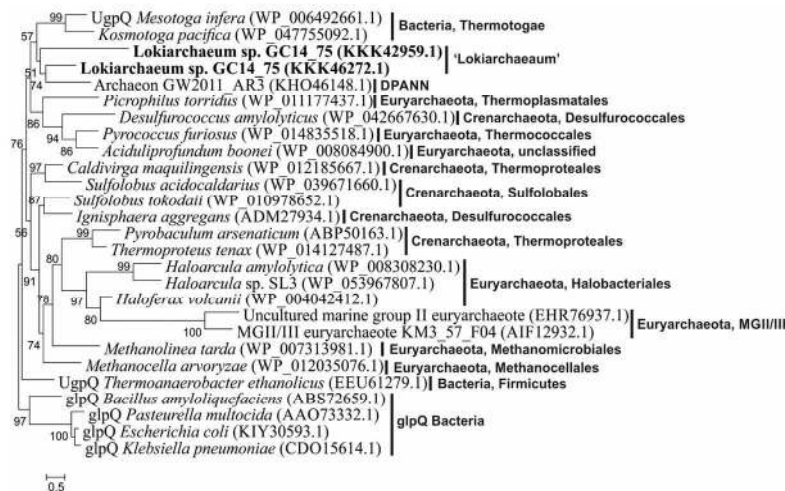 99 UgpQ Mesotoga infera (WP_006492661.1)
Kosmotoga pacifica (WP_047755092.1)
Bacteria, Thermotogae
57
Lokiarchaeum sp. GC14_75 (KKK42959.1)
51
Lokiarchaeum sp. GC14_75 (KKK46272.1)
'Lokiarchaeaum'
74 Archaeon GW2011_AR3 (KHO46148.1) DPANN
Picrophilus torridus (WP_011177437.1) Euryarchaeota, Thermoplasmatales
86
Desulfurococcus amylolyticus (WP_042667630.1) Crenarchaeota, Desulfurococcales
94 Pyrococcus furiosus (WP_014835518.1) Euryarchaeota, Thermococcales
76
86 Aciduliprofundum boonei (WP_008084900.1) Euryarchaeota, unclassified
97 Caldivirga maquilingensis (WP_012185667.1) Crenarchaeota, Thermoproteales
Sulfolobus acidocaldarius (WP_039671660.1)
87 Sulfolobus tokodaii (WP_010978652.1)
Crenarchaeota, Sulfolobales
Ignisphaera aggregans (ADM27934.1) Crenarchaeota, Desulfurococcales
56
99 Pyrobaculum arsenaticum (ABP50163.1)
Thermoproteus tenax (WP_014127487.1)
Crenarchaeota, Thermoproteales
80
91
99 Haloarcula amylolytica (WP_008308230.1)
Haloarcula sp. SL3 (WP_053967807.1)
97 Haloferax volcanii (WP_004042412.1)
Euryarchaeota, Halobacteriales
78
80
Uncultured marine group II euryarchaeote (EHR76937.1)
100 MGII/III euryarchaeote KM3_57_F04 (AIF12932.1)
Euryarchaeota, MGII/III
74
Methanolinea tarda (WP_007313981.1) Euryarchaeota, Methanomicrobiales
Methanocella arvoryzae (WP_012035076.1) Euryarchaeota, Methanocellales
UgpQ Thermoanaerobacter ethanolicus (EEU61279.1) Bacteria, Firmicutes
glpQ Bacillus amyloliquefaciens (ABS72659.1)
97 glpQ Pasteurella multocida (AAO73332.1)
100 glpQ Escherichia coli (KIY30593.1)
glpQ Klebsiella pneumoniae (CDO15614.1)
glpQ Bacteria
0.5